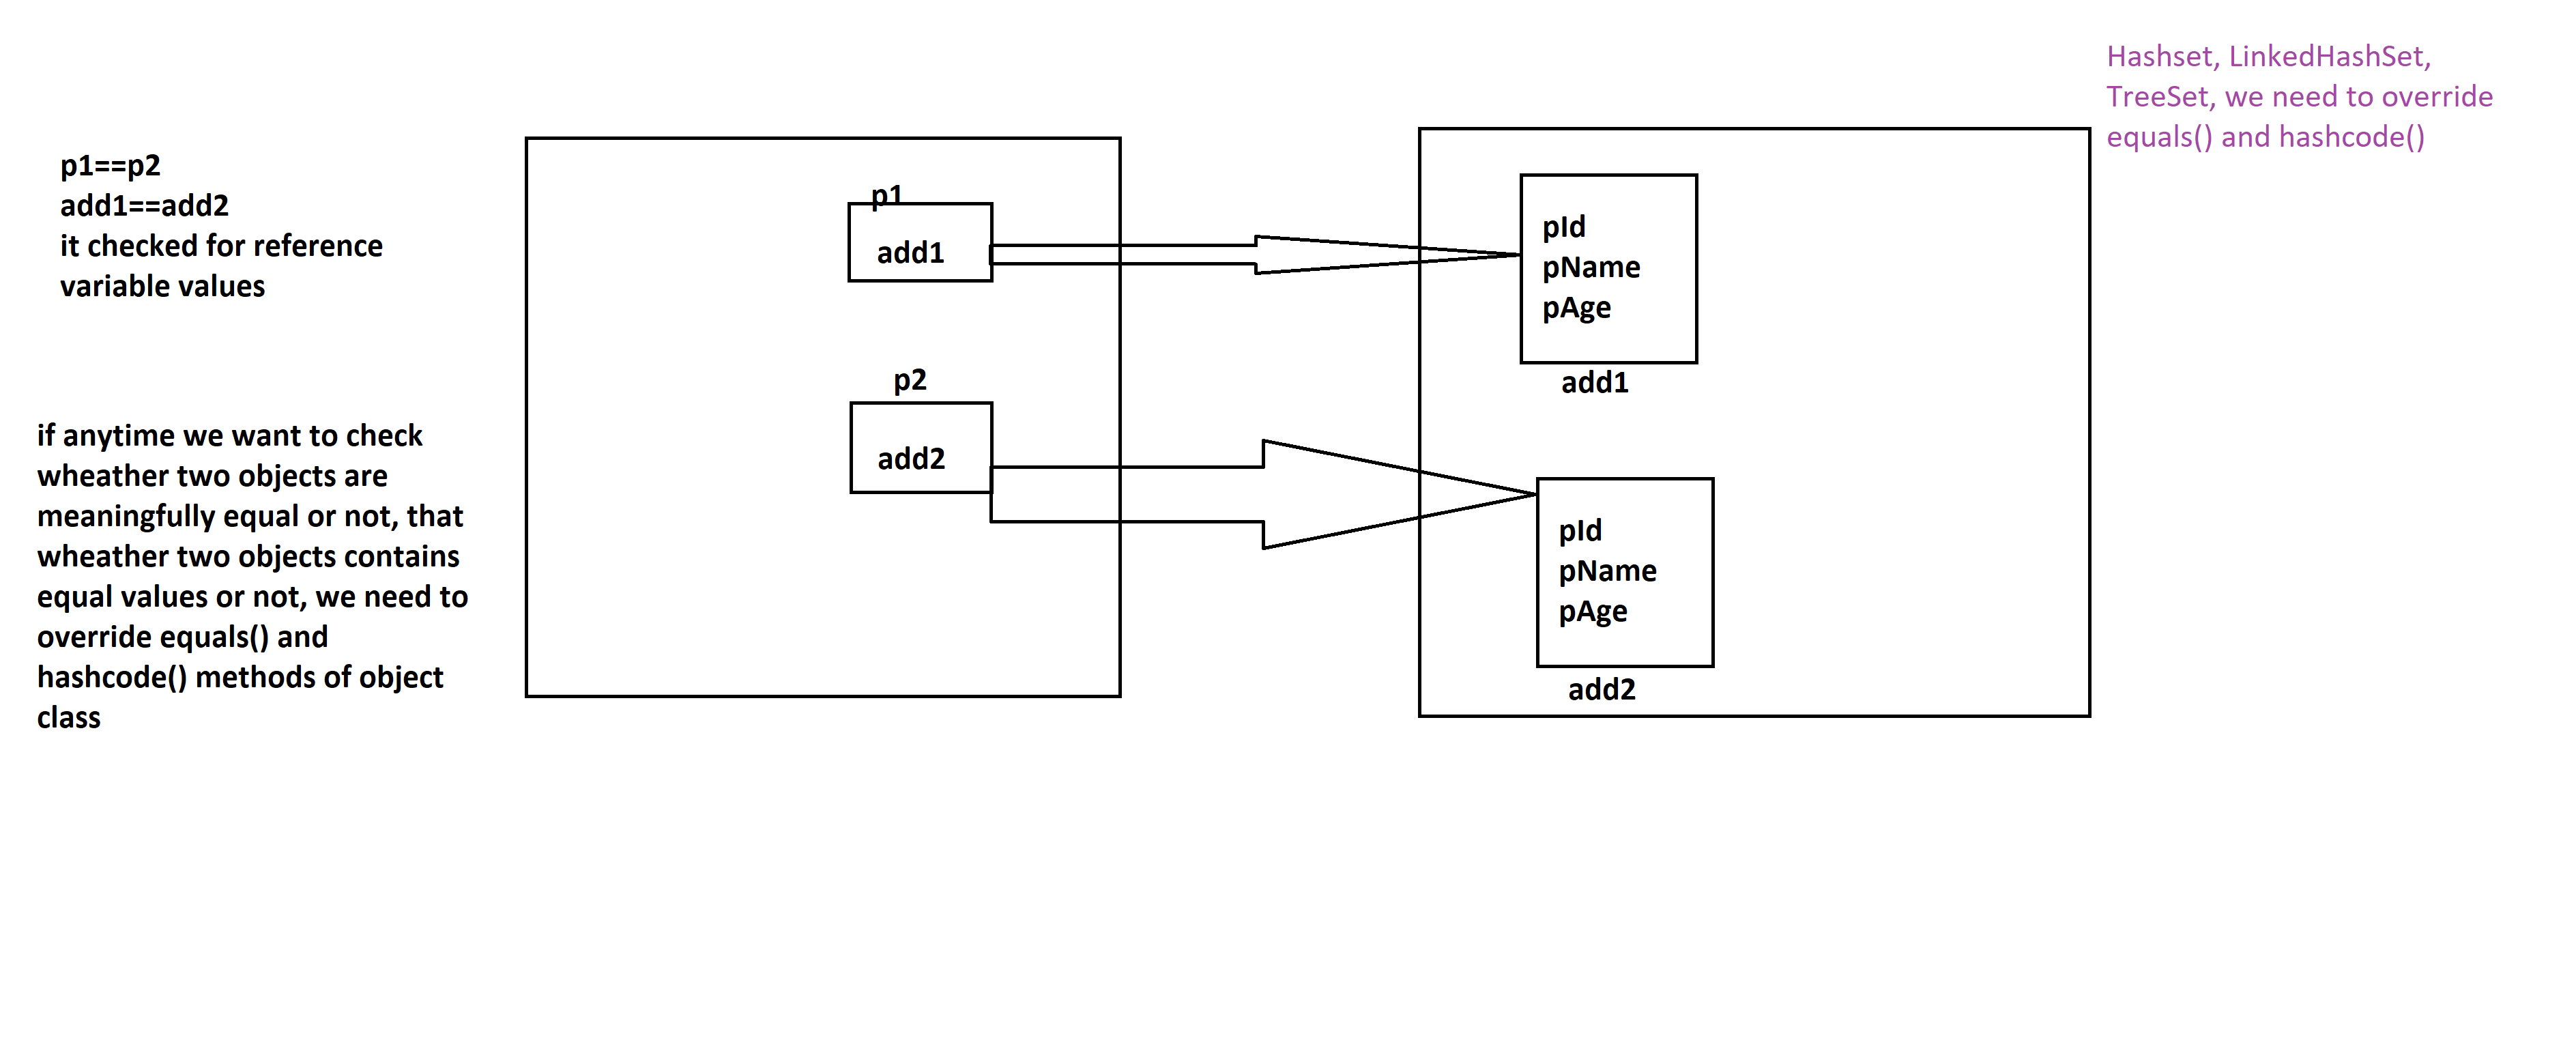 p1==p2
add1==add2
it checked for reference
variable values
if anytime we want to check
wheather two objects are
meaningfully equal or not, that
wheather two objects contains
equal values or not, we need to
override equals() and
hashcode() methods of object
class
p1
add1
p2
add2
pId
pName
pAge
add1
pId
pName
pAge
add2
Hashset, LinkedHashSet,
TreeSet, we need to override
equals() and hashcode()